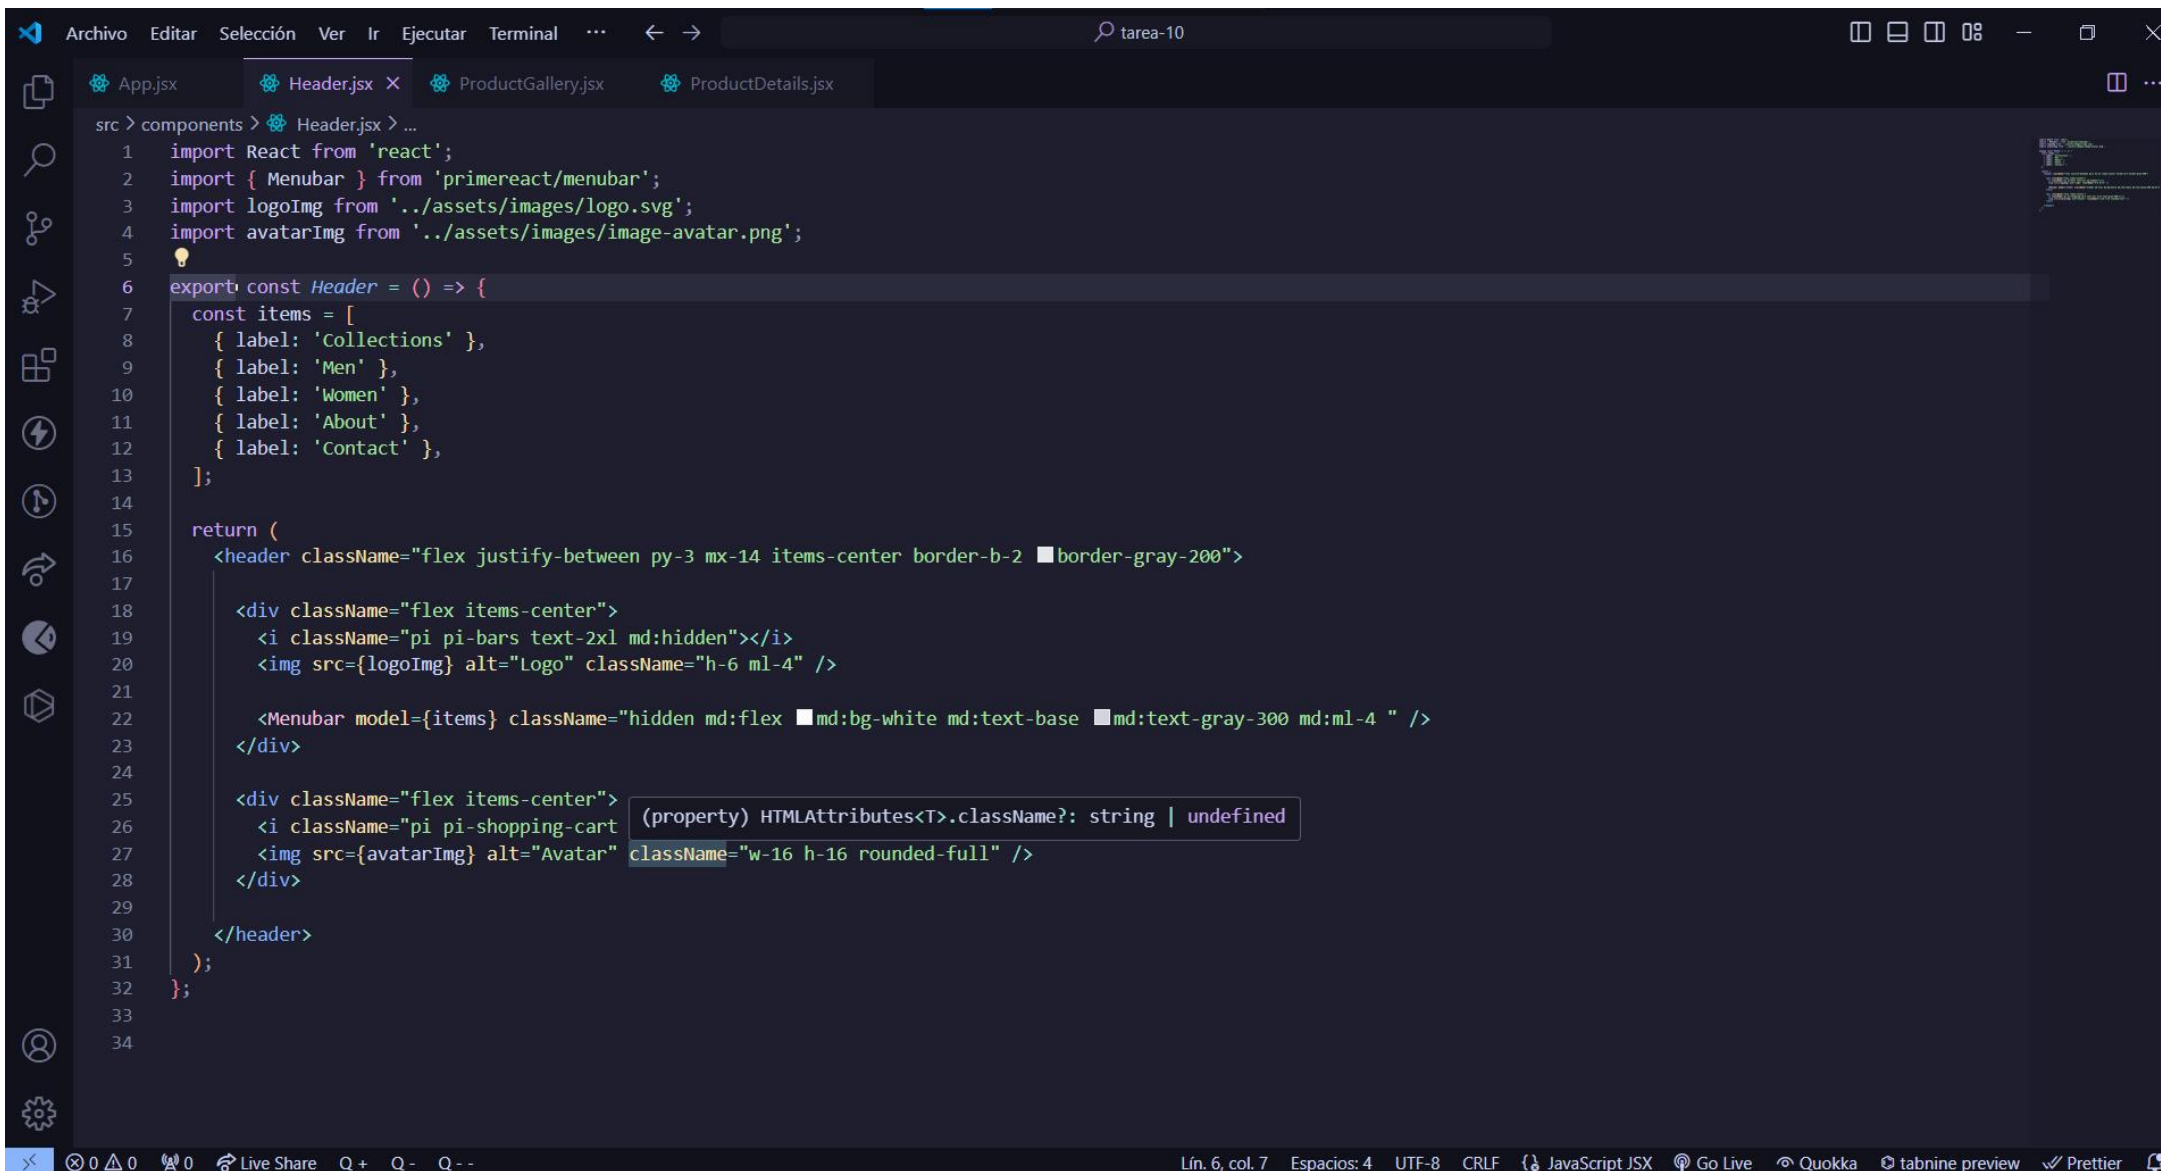 Archivo Editar Selección Ver Ir Ejecutar Terminal ··· tarea-10
App.jsx Header.jsx ProductGallery.jsx ProductDetails.jsx
src > components > Header.jsx > ...
1 import React from 'react';
2 import { Menubar } from 'primereact/menubar';
3 import logoImg from '../assets/images/logo.svg';
4 import avatarImg from '../assets/images/image-avatar.png';
5
6 export const Header = () => {
7 const items = [
8 { label: 'Collections' },
9 { label: 'Men' },
10 { label: 'Women' },
11 { label: 'About' },
12 { label: 'Contact' },
13 ];
14
15 return (
16 <header className="flex justify-between py-3 mx-14 items-center border-b-2 border-gray-200">
17
18 <div className="flex items-center">
19 <i className="pi pi-bars text-2xl md:hidden"></i>
20 <img src={logoImg} alt="Logo" className="h-6 ml-4" />
21
22 <Menubar model={items} className="hidden md:flex md:bg-white md:text-base md:text-gray-300 md:ml-4 " />
23 </div>
24
25 <div className="flex items-center">
(property) HTMLAttributes<T>.className?: string | undefined
26 <i className="pi pi-shopping-cart
27 <img src={avatarImg} alt="Avatar" className="w-16 h-16 rounded-full" />
28 </div>
29
30 </header>
31 );
32 };
33
34
0 0 0 Live Share Q + Q - Q - - Lín. 6, col. 7 Espacios: 4 UTF-8 CRLF JavaScript JSX Go Live Quokka tabnine preview Prettier